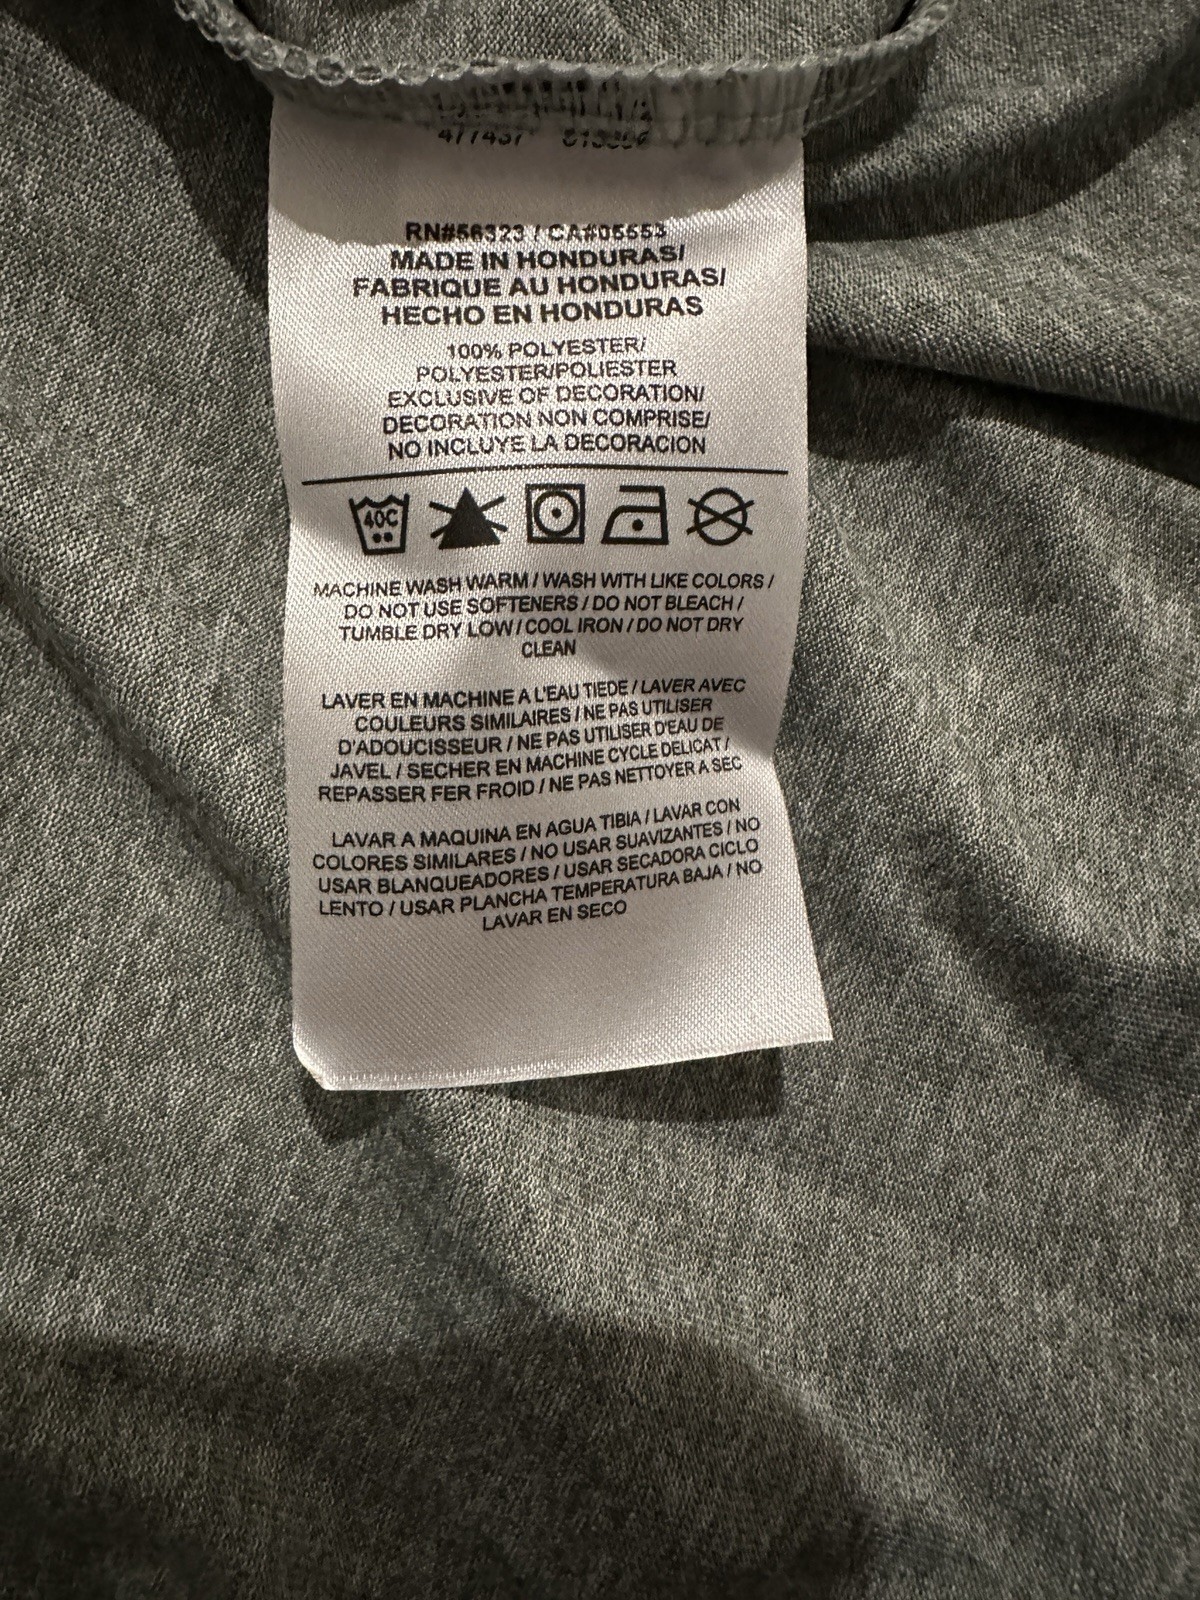 477437
RN#56323 / CA#05553
MADE IN HONDURAS/
FABRIQUE AU HONDURAS/
HECHO EN HONDURAS
100% POLYESTER/
POLYESTER/POLIESTER
EXCLUSIVE OF DECORATION/
DECORATION NON COMPRISE/
NO INCLUYE LA DECORACION
40C
MACHINE WASH WARM / WASH WITH LIKE COLORS /
DO NOT USE SOFTENERS / DO NOT BLEACH /
TUMBLE DRY LOW / COOL IRON / DO NOT DRY
CLEAN
LAVER EN MACHINE A L'EAU TIEDE / LAVER AVEC
COULEURS SIMILAIRES / NE PAS UTILISER
D'ADOUCISSEUR / NE PAS UTILISER D'EAU DE
JAVEL / SECHER EN MACHINE CYCLE DELICAT /
REPASSER FER FROID / NE PAS NETTOYER A SEC
LAVAR A MAQUINA EN AGUA TIBIA / LAVAR CON
COLORES SIMILARES / NO USAR SUAVIZANTES / NO
USAR BLANQUEADORES / USAR SECADORA CICLO
LENTO / USAR PLANCHA TEMPERATURA BAJA / NO
LAVAR EN SECO